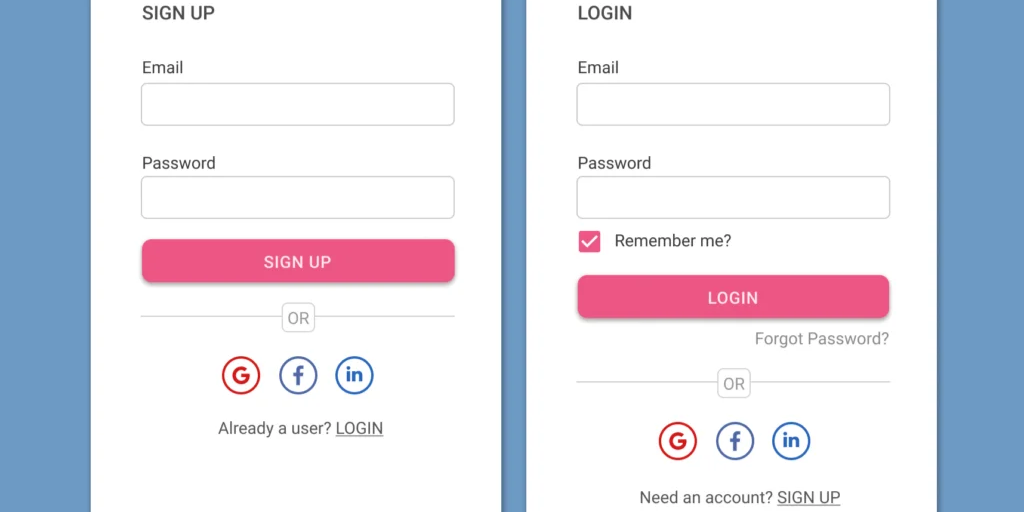 SIGN UP
Email
Password
SIGN UP
OR
G f in
Already a user? LOGIN
LOGIN
Email
Password
Remember me?
LOGIN
Forgot Password?
OR
G f in
Need an account? SIGN UP